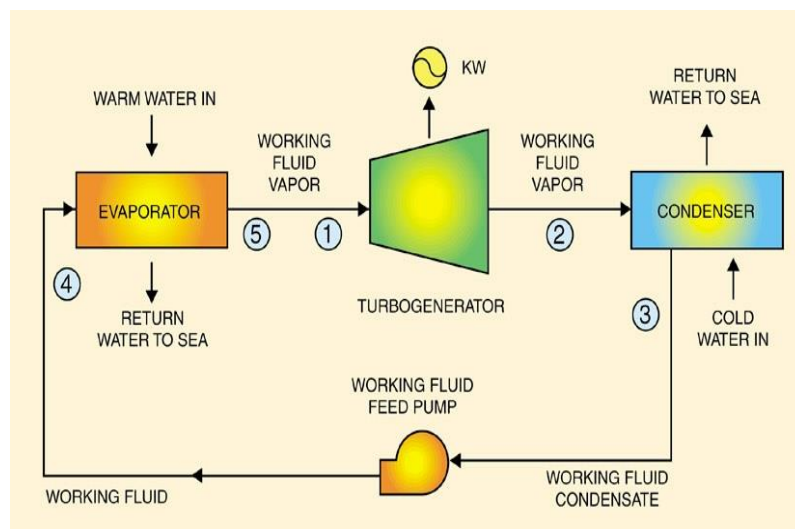 KW
WARM WATER IN
RETURN
WATER TO SEA
WORKING
FLUID
VAPOR
WORKING
FLUID
VAPOR
EVAPORATOR
CONDENSER
5
1
2
4
3
TURBOGENERATOR
RETURN
WATER TO SEA
COLD
WATER IN
WORKING FLUID
FEED PUMP
WORKING FLUID
WORKING FLUID
CONDENSATE